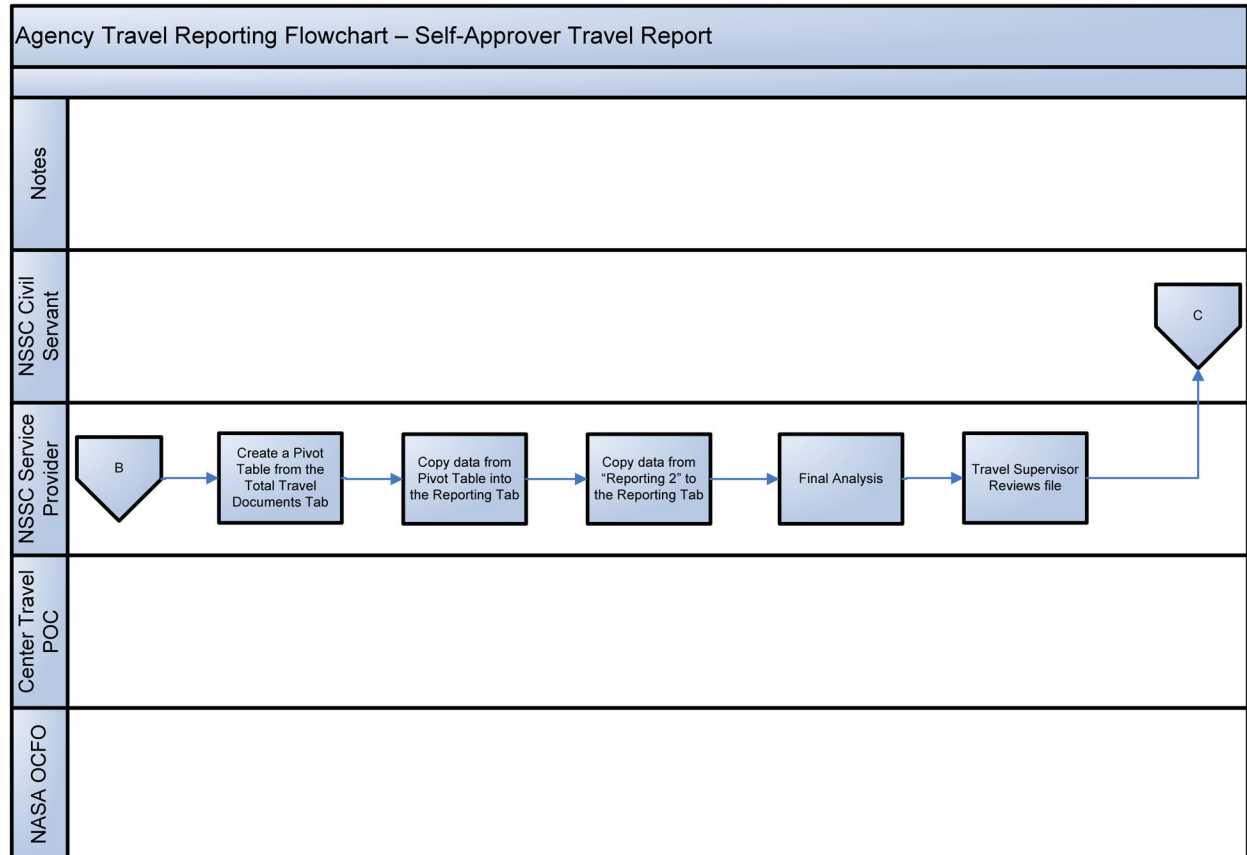 Agency Travel Reporting Flowchart – Self-Approver Travel Report
Notes
NSSC Civil
Servant
C
NSSC Service
Provider
B
Create a Pivot
Table from the
Total Travel
Documents Tab
Copy data from
Pivot Table into
the Reporting Tab
Copy data from
“Reporting 2” to
the Reporting Tab
Final Analysis
Travel Supervisor
Reviews file
Center Travel
POC
NASA OCFO